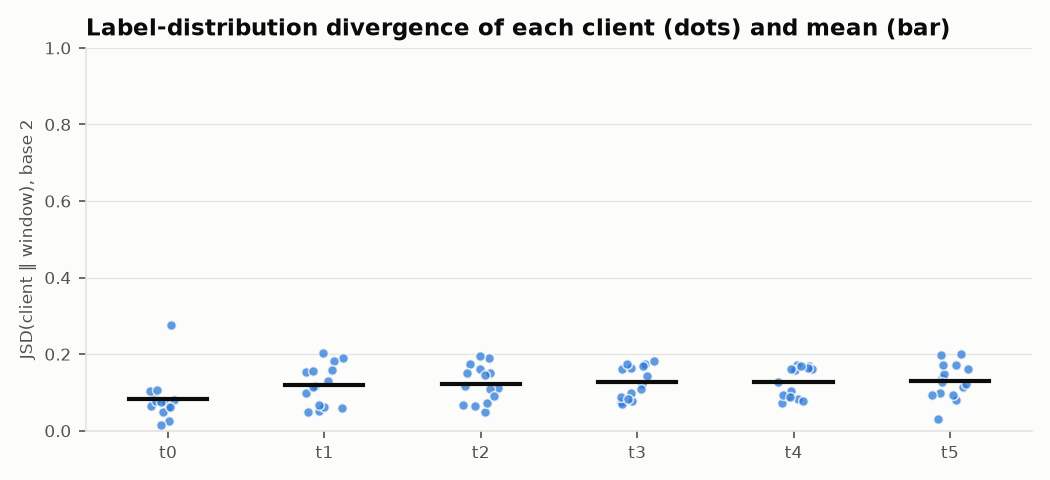 Label-distribution divergence of each client (dots) and mean (bar)
JSD(client ∥ window), base 2
1.0
0.8
0.6
0.4
0.2
0.0
t0 t1 t2 t3 t4 t5